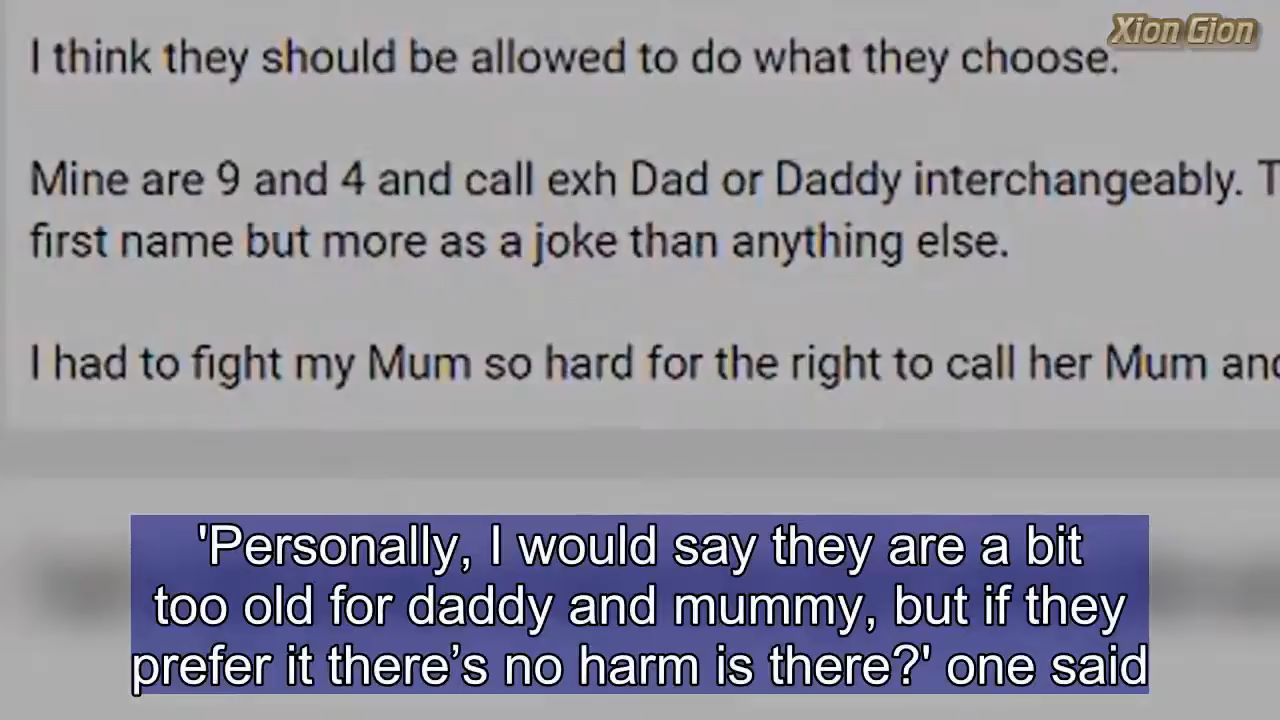 Xion Gion
I think they should be allowed to do what they choose.
Mine are 9 and 4 and call exh Dad or Daddy interchangeably.
first name but more as a joke than anything else.
I had to fight my Mum so hard for the right to call her Mum
'Personally, I would say they are a bit
too old for daddy and mummy, but if they
prefer it there’s no harm is there?' one said